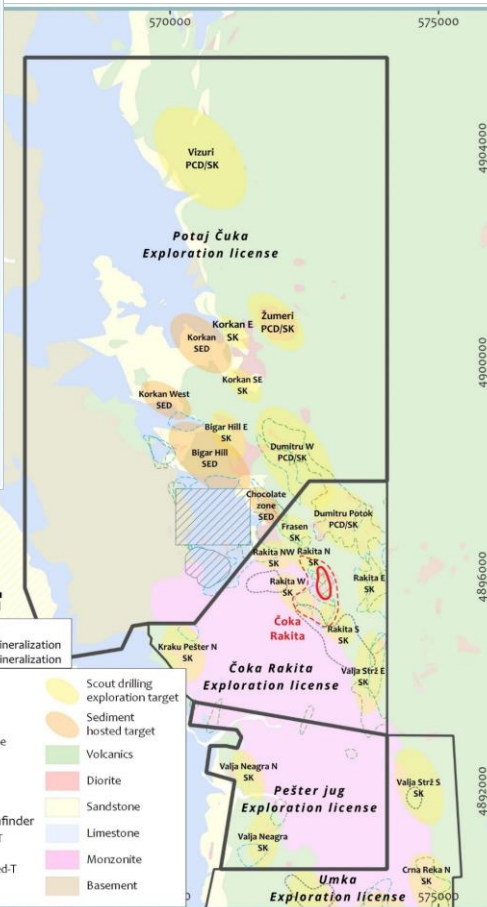 570000
575000
4904000
Vizuri
PCD/SK
Potaj Čuka
Exploration license
Korkan E
SK
Žumeri
PCD/SK
Korkan
SED
4900000
Korkan SE
SK
Korkan West
SED
Bigar Hill E
SK
Bigar Hill
SED
Dumitru W
PCD/SK
Chocolate
zone
SED
Dumitru Potok
PCD/SK
Frasen
SK
Rakita NW
SK
Rakita N
SK
4896000
Rakita W
SK
Rakita E
SK
Čoka
Rakita
Rakita S
SK
ineralization
ineralization
Kraku Pešter N
SK
Čoka Rakita
Exploration license
Valja Strž E
SK
Scout drilling
exploration target
Sediment
hosted target
Volcanics
Diorite
Sandstone
Limestone
Monzonite
Basement
nfinder
ed-T
Valja Neagra N
SK
Pešter jug
Exploration license
Valja Strž S
SK
4892000
Valja Neagra
SK
Crna Reka N
SK
Umka
Exploration license
575000